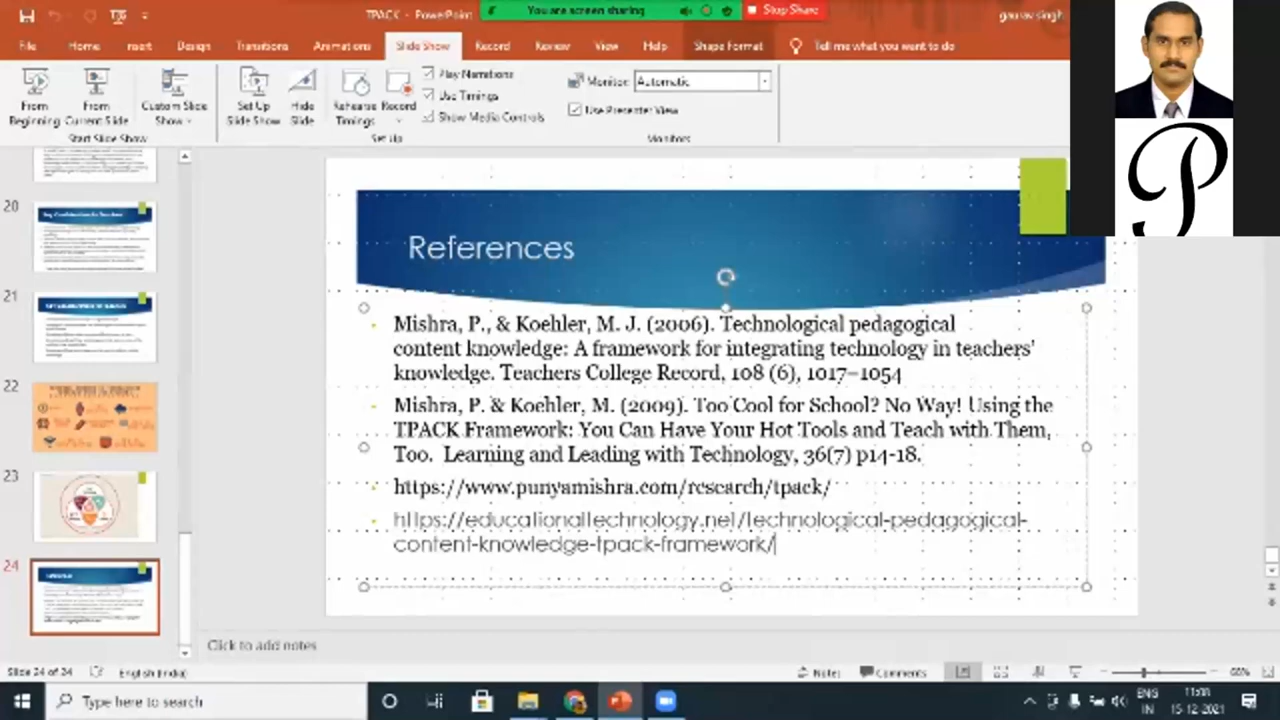 TPACK - PowerPoint
You are screen sharing
Stop Share
gaurav singh
File Home Insert Design Transitions Animations Slide Show Record Review View Help Shape Format Tell me what you want to do
From Beginning
From Current Slide
Custom Slide Show
Set Up Slide Show
Hide Slide
Rehearse Timings
Record
Play Narrations
Use Timings
Show Media Controls
Monitor: Automatic
Use Presenter View
Start Slide Show
Set Up
Monitors
P
20
21
22
23
24
References
Mishra, P., & Koehler, M. J. (2006). Technological pedagogical
content knowledge: A framework for integrating technology in teachers'
knowledge. Teachers College Record, 108 (6), 1017–1054
Mishra, P. & Koehler, M. (2009). Too Cool for School? No Way! Using the
TPACK Framework: You Can Have Your Hot Tools and Teach with Them,
Too. Learning and Leading with Technology, 36(7) p14-18.
https://www.punyamishra.com/research/tpack/
https://educationaltechnology.net/technological-pedagogical-
content-knowledge-tpack-framework/
Click to add notes
Slide 24 of 24 English (India) Notes Comments 68%
Type here to search
ENG
IN
11:08
15-12-2021